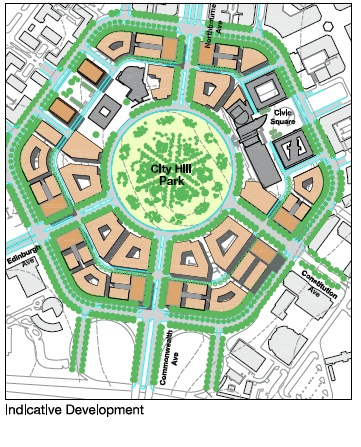 Northbourne
Ave
Civic
Square
City Hill
Park
Edinburgh
Ave
Constitution
Ave
Commonwealth
Ave
Indicative Development